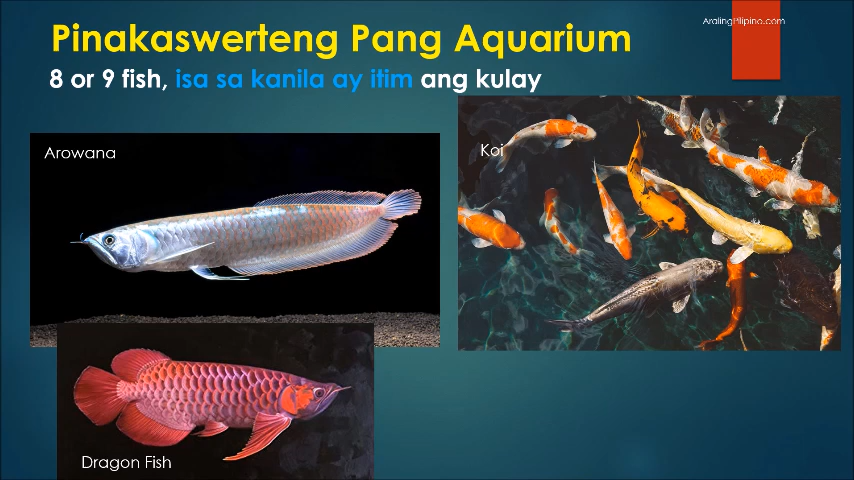 AralingPilipino.com
Pinakaswerteng Pang Aquarium
8 or 9 fish, isa sa kanila ay itim ang kulay
Arowana
Koi
Dragon Fish